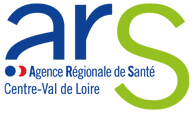 ars
Agence Régionale de Santé
Centre-Val de Loire